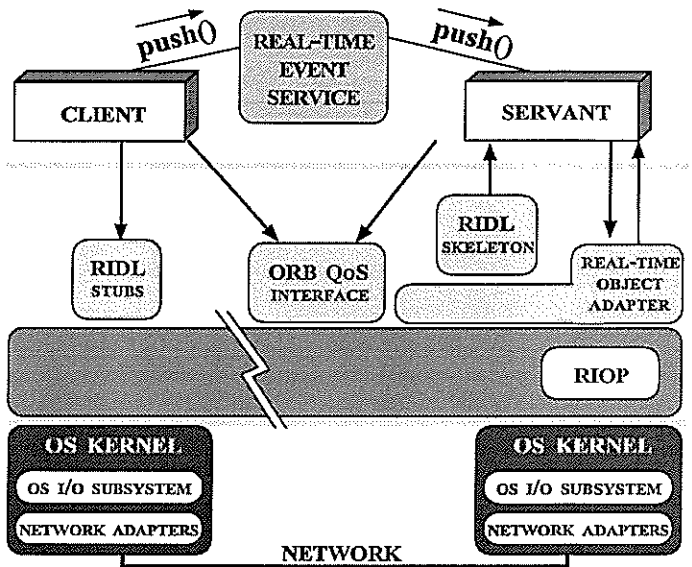 push()
push()
REAL-TIME
EVENT
SERVICE
CLIENT
SERVANT
RIDL
STUBS
ORB QoS
INTERFACE
RIDL
SKELETON
REAL-TIME
OBJECT
ADAPTER
RIOP
OS KERNEL
OS I/O SUBSYSTEM
NETWORK ADAPTERS
OS KERNEL
OS I/O SUBSYSTEM
NETWORK ADAPTERS
NETWORK